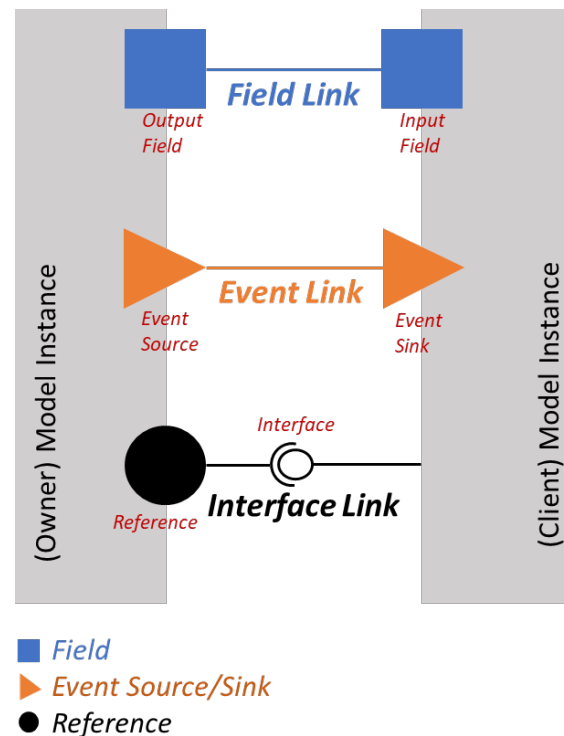 Field Link
Output
Field
Input
Field
Event Link
Event
Source
Event
Sink
(Owner) Model Instance
(Client) Model Instance
Interface
Interface Link
Reference
Field
Event Source/Sink
Reference